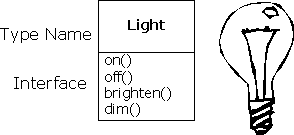 Type Name
Light
Interface
on()
off()
brighten()
dim()